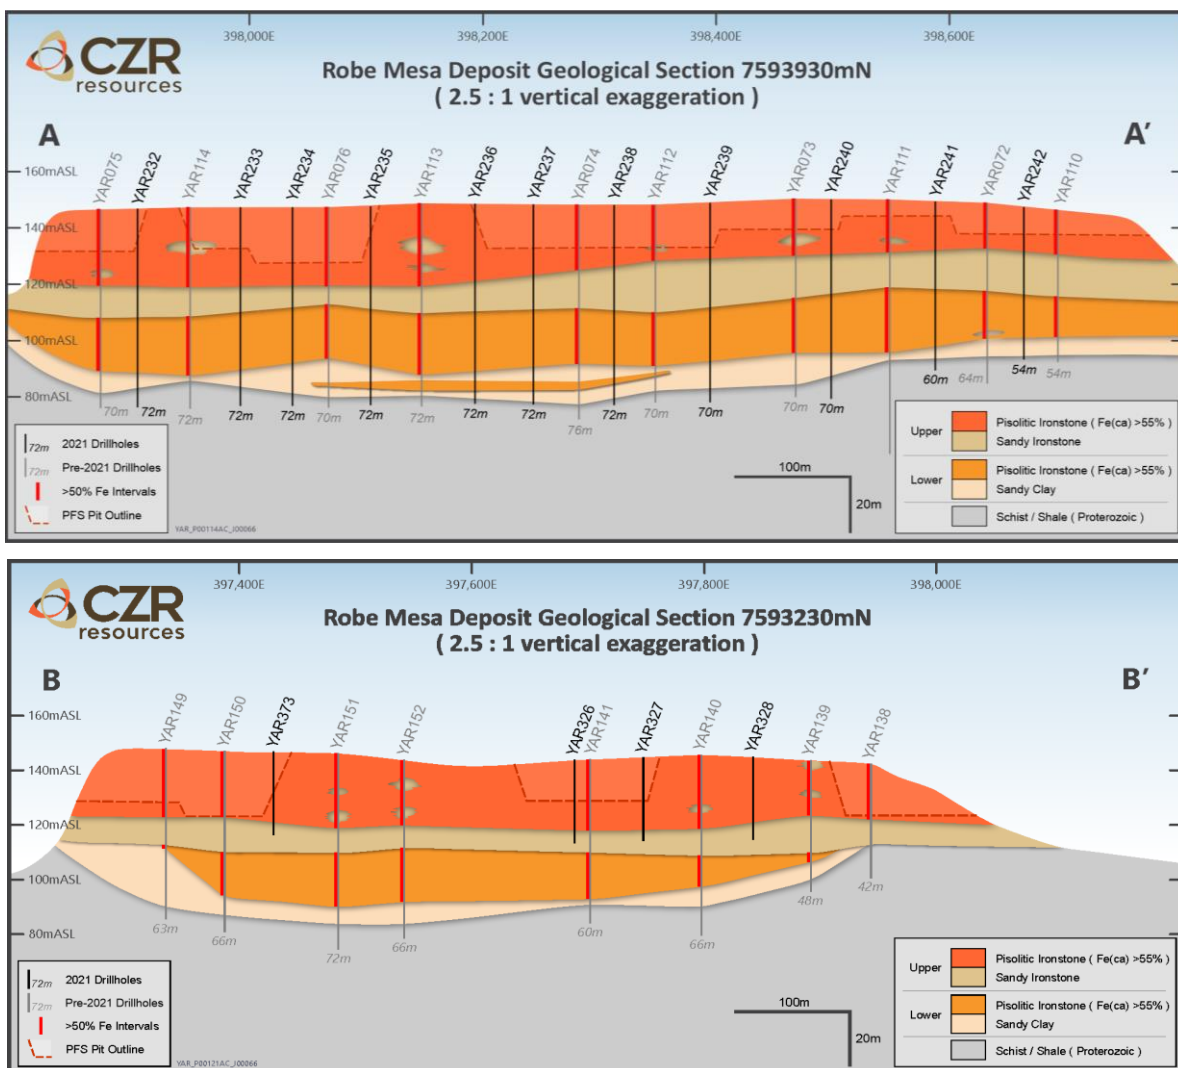 398,000E 398,200E 398,400E 398,600E
CZR
resources
Robe Mesa Deposit Geological Section 7593930mN
( 2.5 : 1 vertical exaggeration )
A A'
YAR075 YAR232 YAR114 YAR233 YAR234 YAR076 YAR235 YAR113 YAR236 YAR237 YAR074 YAR238 YAR112 YAR239 YAR073 YAR240 YAR111 YAR241 YAR072 YAR242 YAR110
160mASL
140mASL
120mASL
100mASL
80mASL
70m 72m 72m 72m 72m 70m 72m 72m 72m 72m 76m 72m 70m 70m 70m 70m 60m 64m 54m 54m
72m 2021 Drillholes
72m Pre-2021 Drillholes
>50% Fe Intervals
PFS Pit Outline
YAR_P00114AC_J00066
100m
20m
Upper
Pisolitic Ironstone ( Fe(ca) >55% )
Sandy Ironstone
Lower
Pisolitic Ironstone ( Fe(ca) >55% )
Sandy Clay
Schist / Shale ( Proterozoic )
397,400E 397,600E 397,800E 398,000E
CZR
resources
Robe Mesa Deposit Geological Section 7593230mN
( 2.5 : 1 vertical exaggeration )
B B'
YAR149 YAR150 YAR373 YAR151 YAR152 YAR326 YAR141 YAR327 YAR140 YAR328 YAR139 YAR138
160mASL
140mASL
120mASL
100mASL
80mASL
63m 66m 72m 66m 60m 66m 48m 42m
72m 2021 Drillholes
72m Pre-2021 Drillholes
>50% Fe Intervals
PFS Pit Outline
YAR_P00121AC_J00066
100m
20m
Upper
Pisolitic Ironstone ( Fe(ca) >55% )
Sandy Ironstone
Lower
Pisolitic Ironstone ( Fe(ca) >55% )
Sandy Clay
Schist / Shale ( Proterozoic )